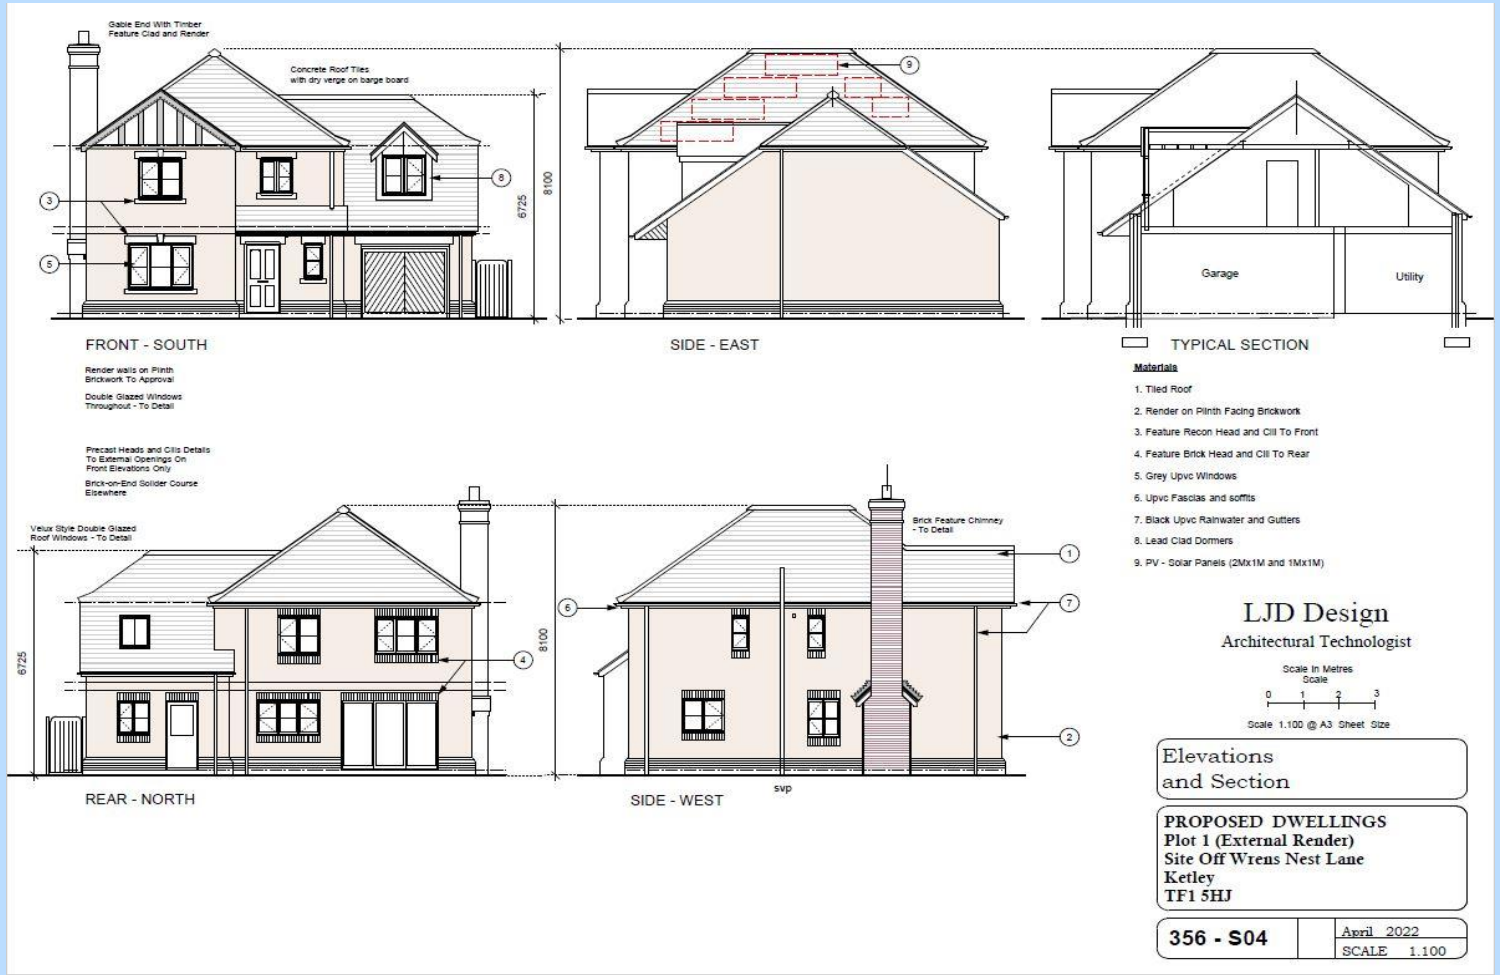 Gable End With Timber
Feature Clad and Render
Concrete Roof Tiles
with dry verge on barge board
3
5
8
6725
8100
9
Garage
Utility
FRONT - SOUTH
SIDE - EAST
TYPICAL SECTION
Render walls on Plinth
Brickwork To Approval
Double Glazed Windows
Throughout - To Detail
Precast Heads and Cills Details
To External Openings On
Front Elevations Only
Brick-on-End Solider Course
Elsewhere
Materials
1. Tiled Roof
2. Render on Plinth Facing Brickwork
3. Feature Recon Head and Cill To Front
4. Feature Brick Head and Cill To Rear
5. Grey Upvc Windows
6. Upvc Fascias and soffits
7. Black Upvc Rainwater and Gutters
8. Lead Clad Dormers
9. PV - Solar Panels (2Mx1M and 1Mx1M)
Velux Style Double Glazed
Roof Windows - To Detail
6725
4
8100
6
Brick Feature Chimney
- To Detail
1
7
2
svp
REAR - NORTH
SIDE - WEST
LJD Design
Architectural Technologist
Scale In Metres
Scale
0 1 2 3
Scale 1.100 @ A3 Sheet Size
Elevations
and Section
PROPOSED DWELLINGS
Plot 1 (External Render)
Site Off Wrens Nest Lane
Ketley
TF1 5HJ
356 - S04
April 2022
SCALE 1.100